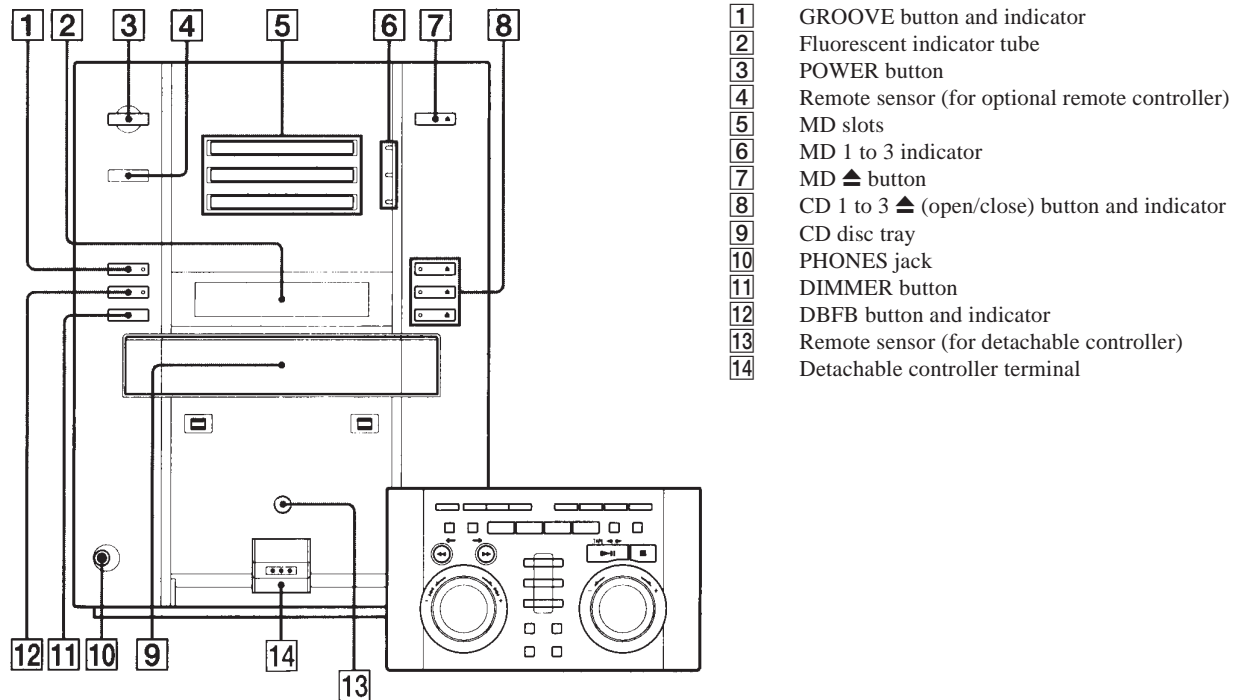 1 2 3 4 5 6 7 8
1 GROOVE button and indicator
2 Fluorescent indicator tube
3 POWER button
4 Remote sensor (for optional remote controller)
5 MD slots
6 MD 1 to 3 indicator
7 MD ⏏ button
8 CD 1 to 3 ⏏ (open/close) button and indicator
9 CD disc tray
10 PHONES jack
11 DIMMER button
12 DBFB button and indicator
13 Remote sensor (for detachable controller)
14 Detachable controller terminal
TAPE
12 11 10 9 14
13